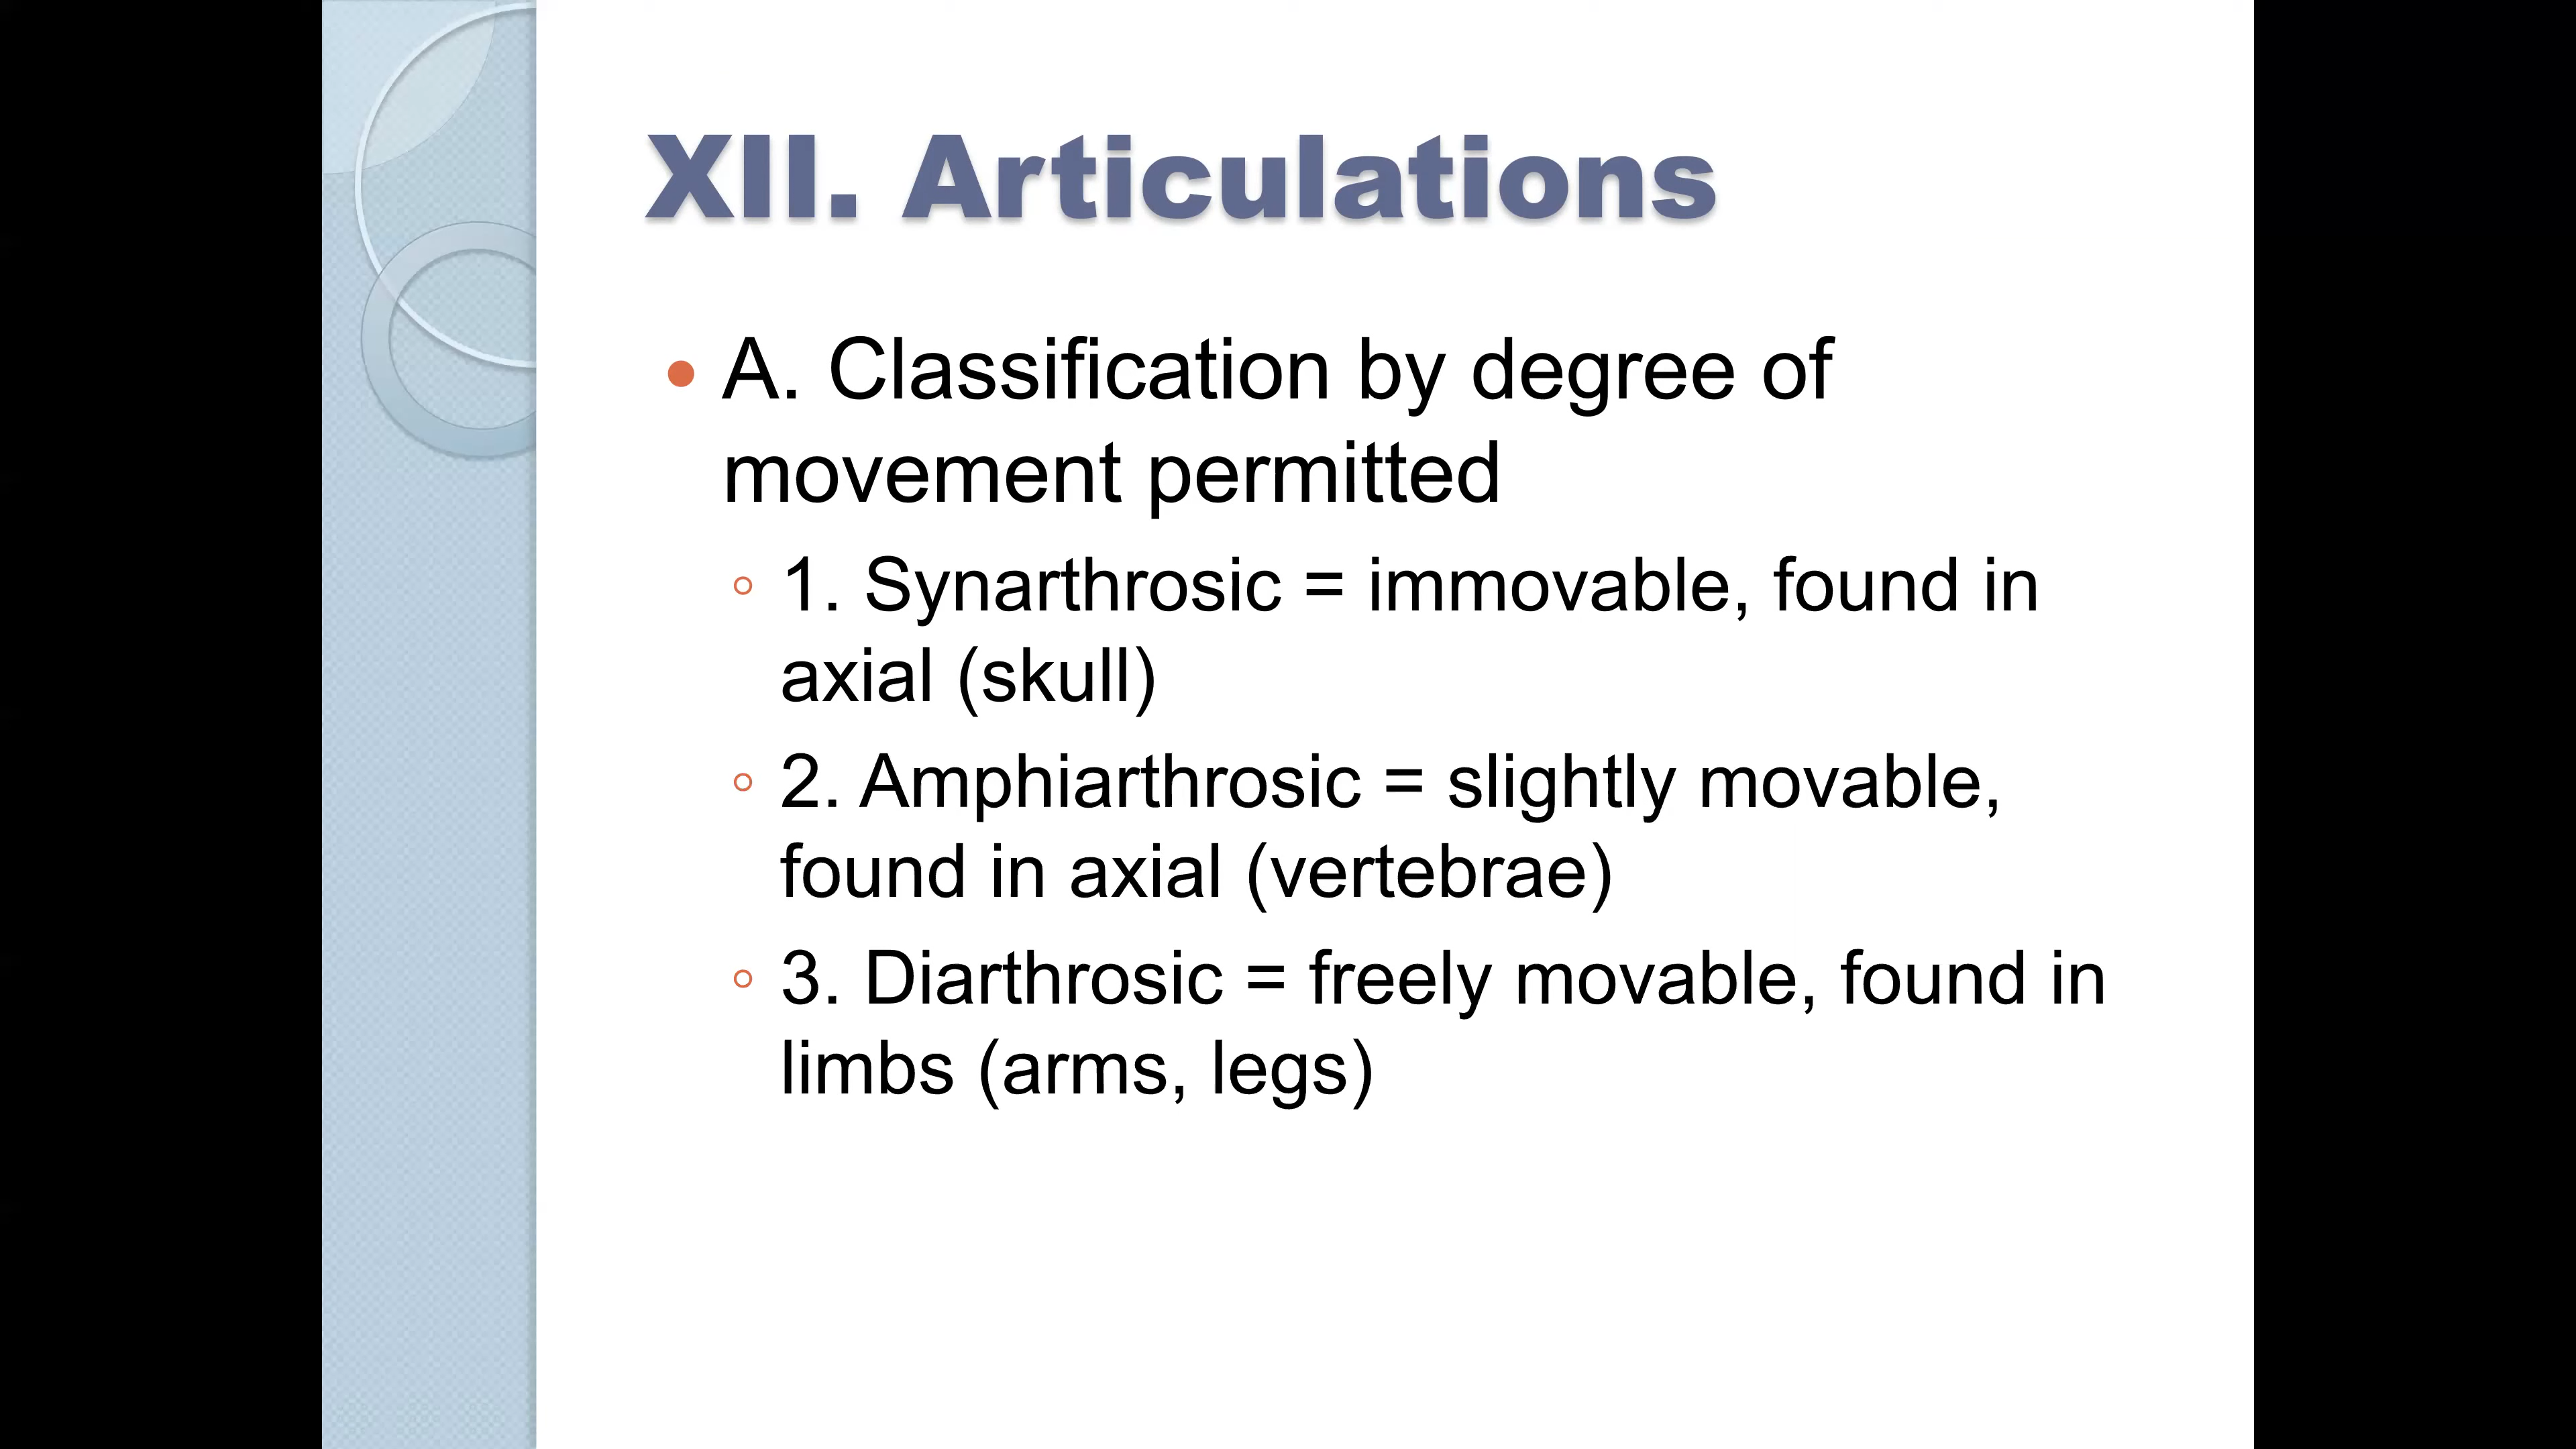 XII. Articulations
• A. Classification by degree of
movement permitted
◦ 1. Synarthrosic = immovable, found in
axial (skull)
◦ 2. Amphiarthrosic = slightly movable,
found in axial (vertebrae)
◦ 3. Diarthrosic = freely movable, found in
limbs (arms, legs)